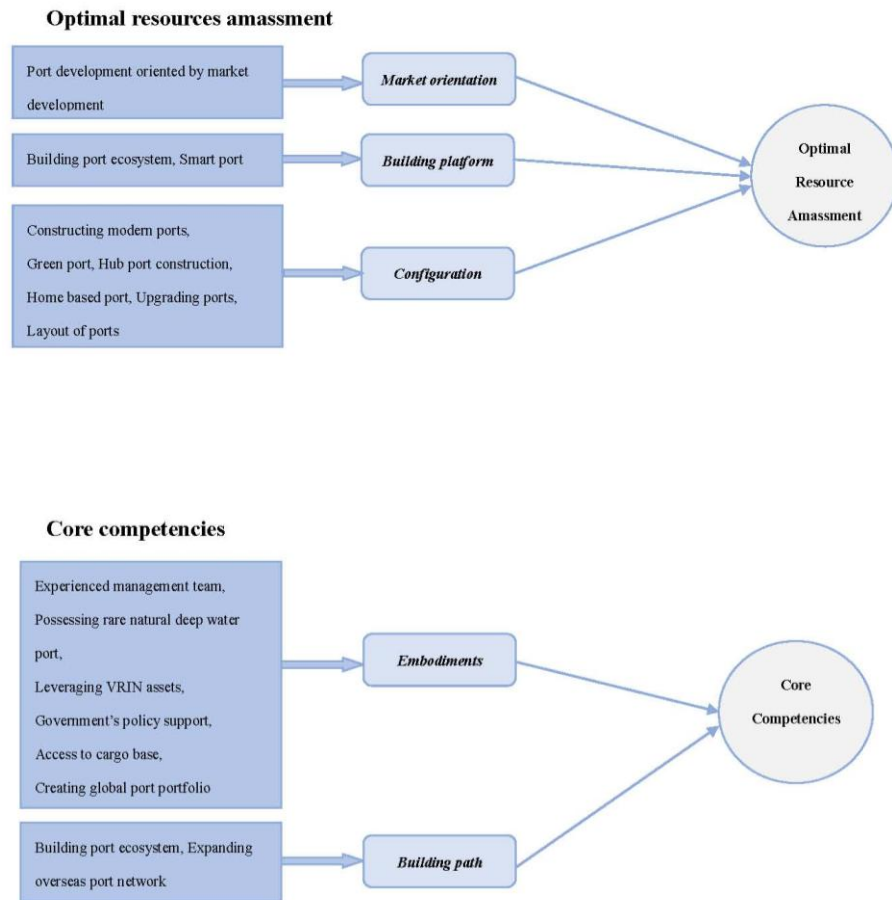 Optimal resources amassment
Port development oriented by market
development
Market orientation
Building port ecosystem, Smart port
Building platform
Constructing modern ports,
Green port, Hub port construction,
Home based port, Upgrading ports,
Layout of ports
Configuration
Optimal
Resource
Amassment
Core competencies
Experienced management team,
Possessing rare natural deep water
port,
Leveraging VRIN assets,
Government's policy support,
Access to cargo base,
Creating global port portfolio
Embodiments
Building port ecosystem, Expanding
overseas port network
Building path
Core
Competencies